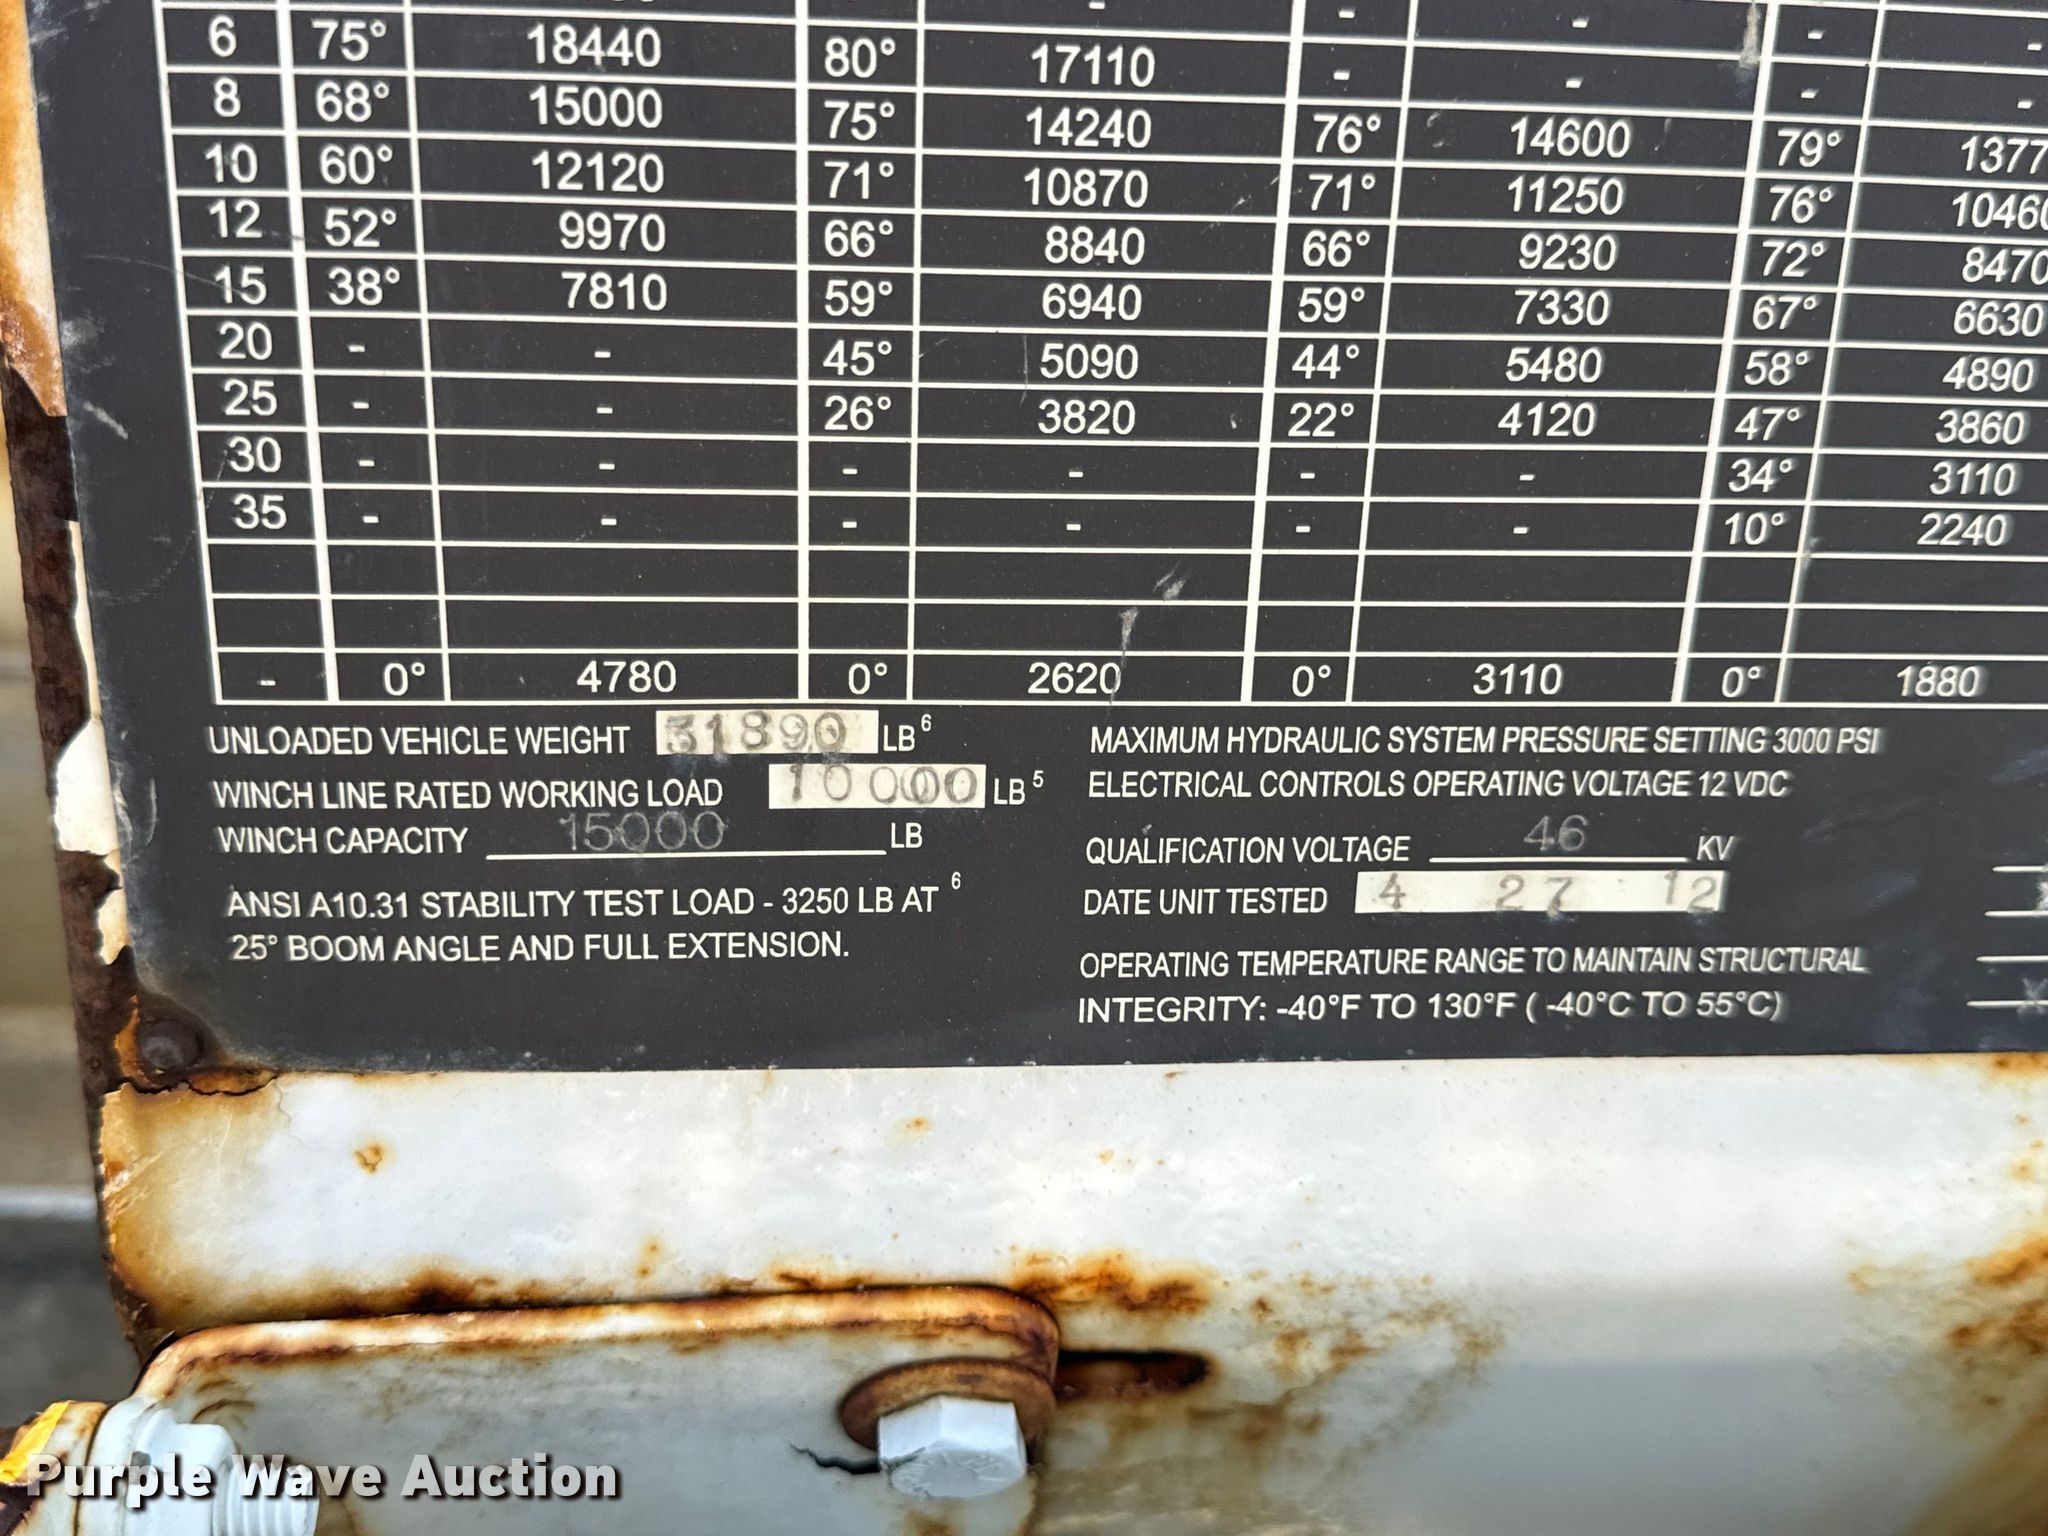 - - - -
6 75° 18440 80° 17110 - - - -
8 68° 15000 75° 14240 76° 14600 79° 1377
10 60° 12120 71° 10870 71° 11250 76° 10460
12 52° 9970 66° 8840 66° 9230 72° 8470
15 38° 7810 59° 6940 59° 7330 67° 6630
20 - - 45° 5090 44° 5480 58° 4890
25 - - 26° 3820 22° 4120 47° 3860
30 - - - - - - 34° 3110
35 - - - - - - 10° 2240
- 0° 4780 0° 2620 0° 3110 0° 1880
UNLOADED VEHICLE WEIGHT 31890 LB6
WINCH LINE RATED WORKING LOAD 10000 LB5
WINCH CAPACITY 15000 LB
ANSI A10.31 STABILITY TEST LOAD - 3250 LB AT 6
25° BOOM ANGLE AND FULL EXTENSION.
MAXIMUM HYDRAULIC SYSTEM PRESSURE SETTING 3000 PSI
ELECTRICAL CONTROLS OPERATING VOLTAGE 12 VDC
QUALIFICATION VOLTAGE 46 KV
DATE UNIT TESTED 4 27 12
OPERATING TEMPERATURE RANGE TO MAINTAIN STRUCTURAL
INTEGRITY: -40°F TO 130°F ( -40°C TO 55°C)
Purple Wave Auction